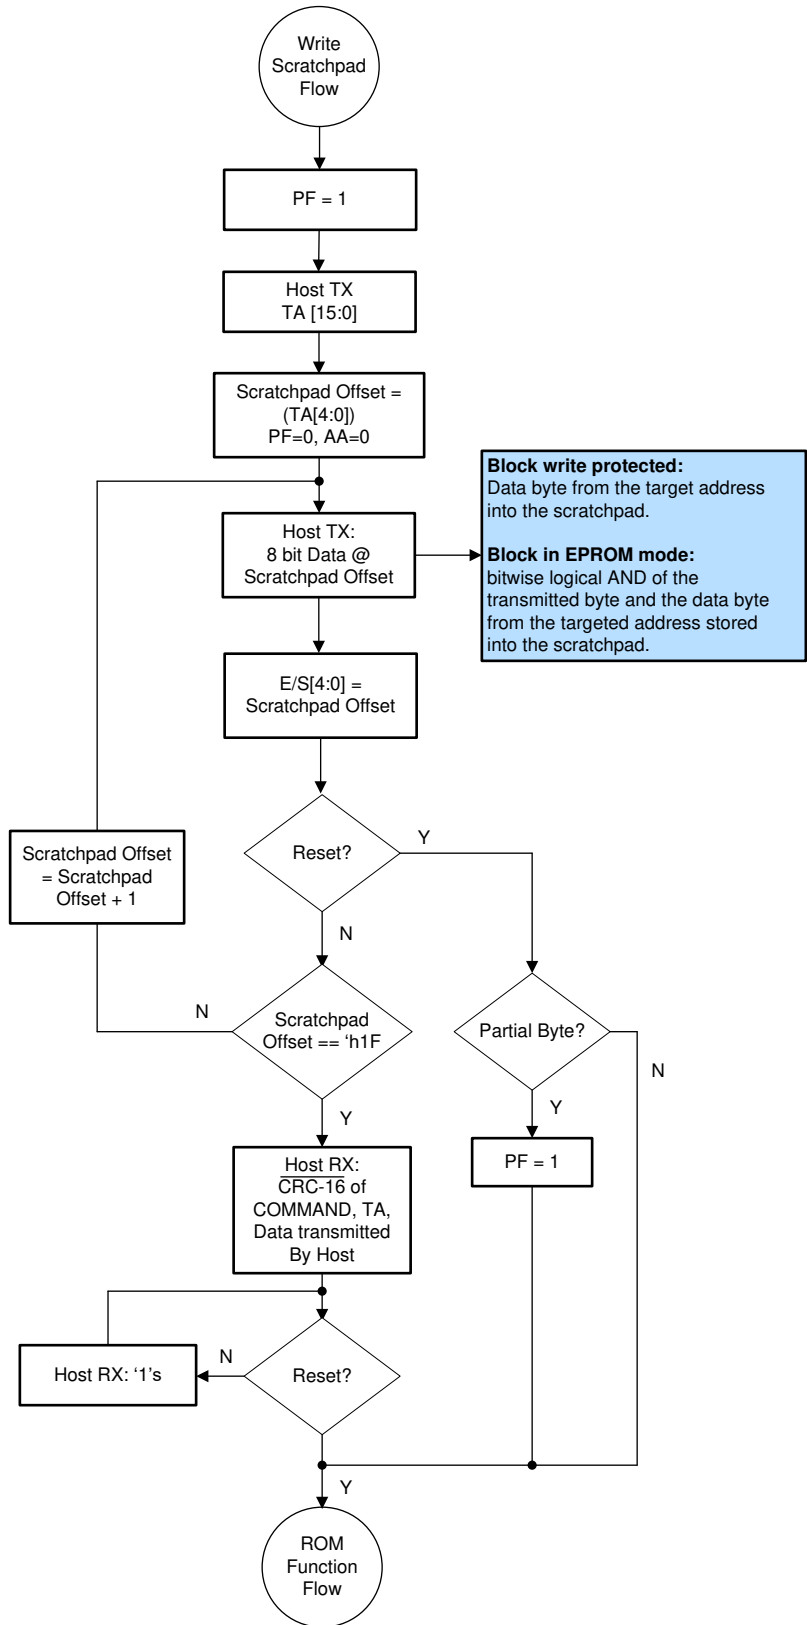 Write
Scratchpad
Flow
PF = 1
Host TX
TA [15:0]
Scratchpad Offset =
(TA[4:0])
PF=0, AA=0
Host TX:
8 bit Data @
Scratchpad Offset
Block write protected:
Data byte from the target address
into the scratchpad.
Block in EPROM mode:
bitwise logical AND of the
transmitted byte and the data byte
from the targeted address stored
into the scratchpad.
E/S[4:0] =
Scratchpad Offset
Reset?
Y
N
Scratchpad Offset
= Scratchpad
Offset + 1
N
Scratchpad
Offset == ‘h1F
Partial Byte?
N
Y
Y
Host RX:
CRC-16 of
COMMAND, TA,
Data transmitted
By Host
PF = 1
Host RX: ‘1’s
N
Reset?
Y
ROM
Function
Flow